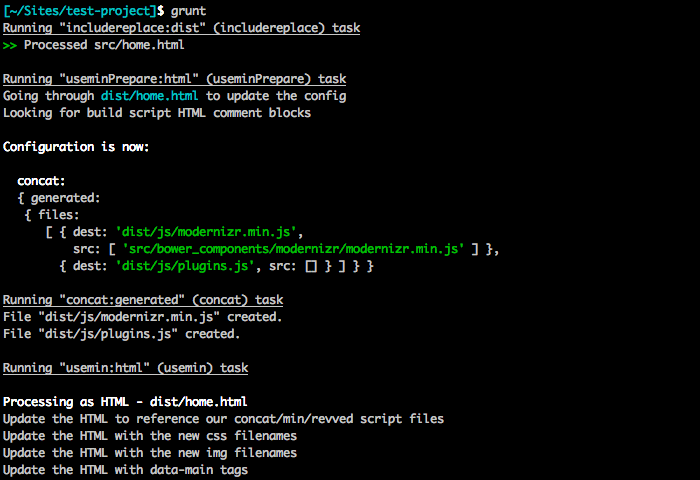 [~/Sites/test-project]$ grunt
Running "includereplace:dist" (includereplace) task
>> Processed src/home.html
Running "useminPrepare:html" (useminPrepare) task
Going through dist/home.html to update the config
Looking for build script HTML comment blocks
Configuration is now:
concat:
{ generated:
{ files:
[ { dest: 'dist/js/modernizr.min.js',
src: [ 'src/bower_components/modernizr/modernizr.min.js' ] },
{ dest: 'dist/js/plugins.js', src: [] } ] } }
Running "concat:generated" (concat) task
File "dist/js/modernizr.min.js" created.
File "dist/js/plugins.js" created.
Running "usemin:html" (usemin) task
Processing as HTML - dist/home.html
Update the HTML to reference our concat/min/revved script files
Update the HTML with the new css filenames
Update the HTML with the new img filenames
Update the HTML with data-main tags